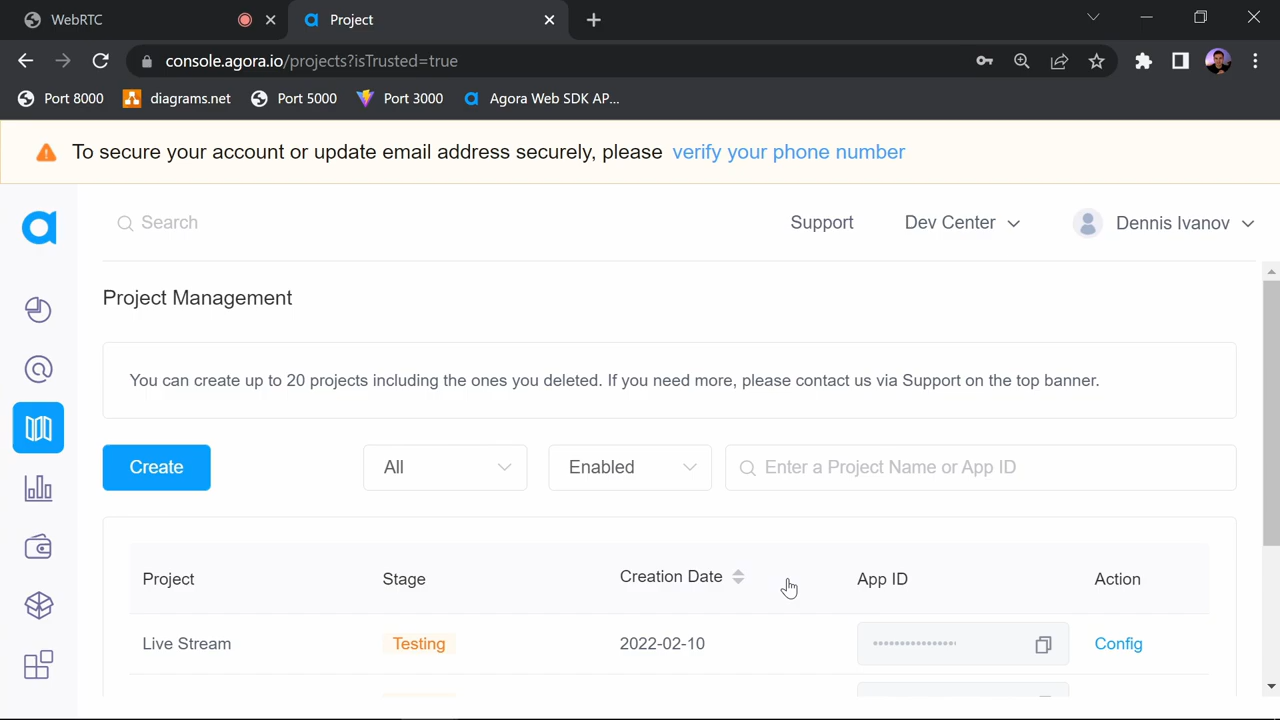 WebRTC
Project
console.agora.io/projects?isTrusted=true
Port 8000
diagrams.net
Port 5000
Port 3000
Agora Web SDK AP...
To secure your account or update email address securely, please verify your phone number
Search
Support
Dev Center
Dennis Ivanov
Project Management
You can create up to 20 projects including the ones you deleted. If you need more, please contact us via Support on the top banner.
Create
All
Enabled
Enter a Project Name or App ID
Project Stage Creation Date App ID Action
Live Stream Testing 2022-02-10 •••••••••••••••• Config